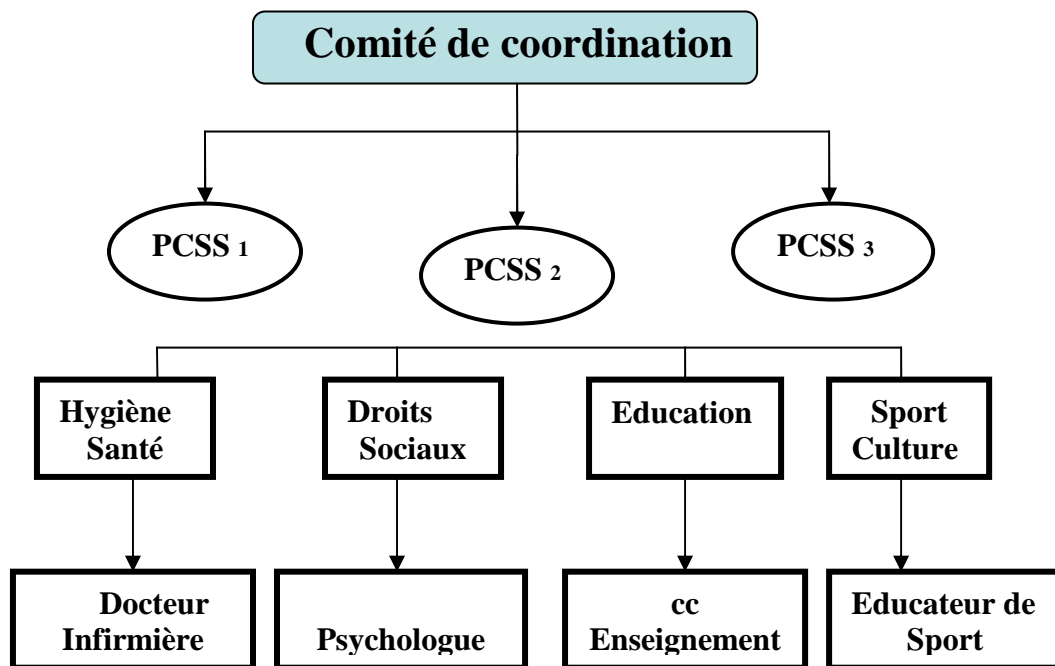 Comité de coordination
PCSS 1
PCSS 2
PCSS 3
Hygiène
Santé
Droits
Sociaux
Education
Sport
Culture
Docteur
Infirmière
Psychologue
cc
Enseignement
Educateur de
Sport